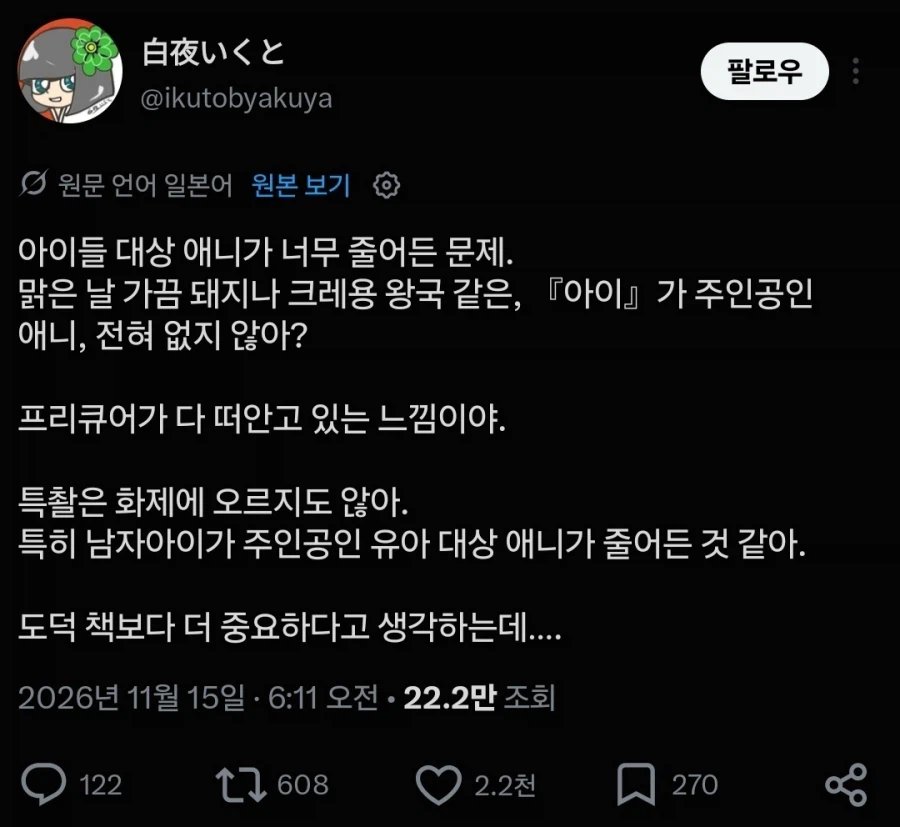 白夜いくと
@ikutobyakuya
팔로우
원문 언어 일본어 원본 보기
아이들 대상 애니가 너무 줄어든 문제.
맑은 날 가끔 돼지나 크레용 왕국 같은, 『아이』가 주인공인
애니, 전혀 없지 않아?
프리큐어가 다 떠안고 있는 느낌이야.
특촬은 화제에 오르지도 않아.
특히 남자아이가 주인공인 유아 대상 애니가 줄어든 것 같아.
도덕 책보다 더 중요하다고 생각하는데....
2026년 11월 15일 · 6:11 오전 • 22.2만 조회
122 608 2.2천 270